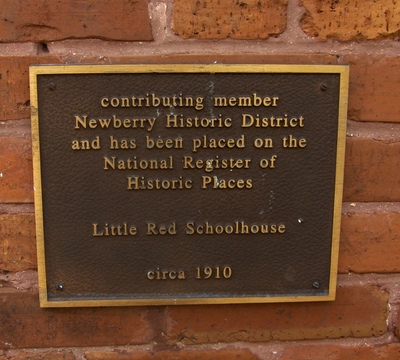 contributing member
Newberry Historic District
and has been placed on the
National Register of
Historic Places
Little Red Schoolhouse
circa 1910